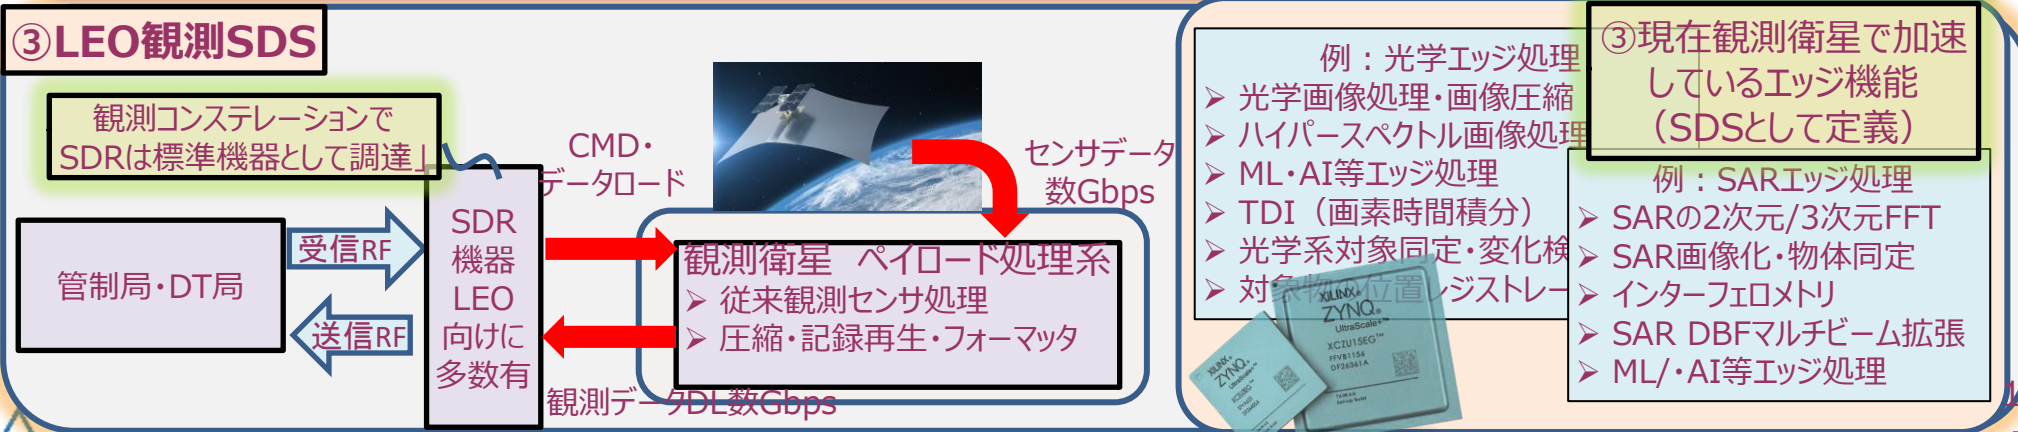 ③LEO観測SDS
観測コンステレーションで
SDRは標準機器として調達」
管制局・DT局
受信RF
送信RF
SDR
機器
LEO
向けに
多数有
CMD・
データロード
センサデータ
数Gbps
観測衛星　ペイロード処理系
➢ 従来観測センサ処理
➢ 圧縮・記録再生・フォーマッタ
観測データDL数Gbps
例：光学エッジ処理
➢ 光学画像処理・画像圧縮
➢ ハイパースペクトル画像処理
➢ ML・AI等エッジ処理
➢ TDI（画素時間積分）
➢ 光学系対象同定・変化検
➢ 対象物の位置レジストレー
③現在観測衛星で加速
しているエッジ機能
（SDSとして定義）
例：SARエッジ処理
➢ SARの2次元/3次元FFT
➢ SAR画像化・物体同定
➢ インターフェロメトリ
➢ SAR DBFマルチビーム拡張
➢ ML/・AI等エッジ処理
XILINX®
ZYNQ®
UltraScale+™
XCZU15EG™
FFVB1156
XILINX®
ZYNQ®
UltraScale+